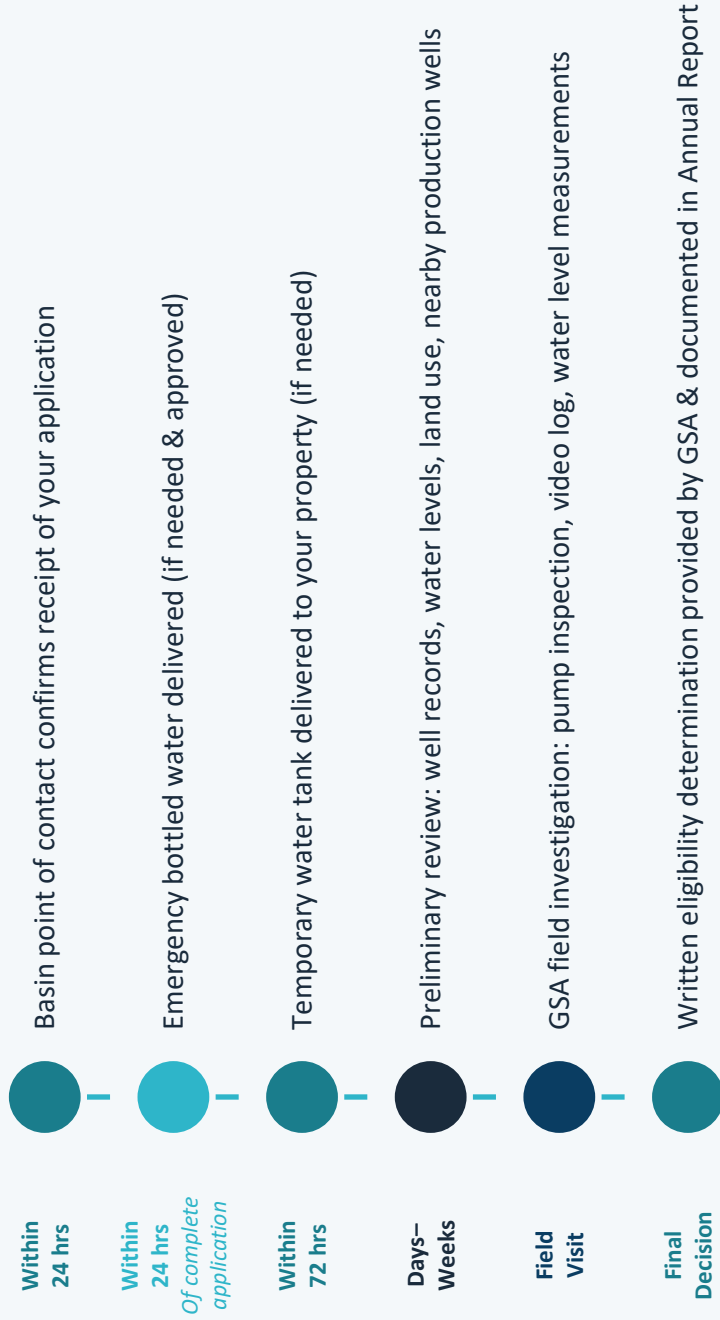 Within
24 hrs
Basin point of contact confirms receipt of your application
Within
24 hrs
Of complete
application
Emergency bottled water delivered (if needed & approved)
Within
72 hrs
Temporary water tank delivered to your property (if needed)
Days–
Weeks
Preliminary review: well records, water levels, land use, nearby production wells
Field
Visit
GSA field investigation: pump inspection, video log, water level measurements
Final
Decision
Written eligibility determination provided by GSA & documented in Annual Report